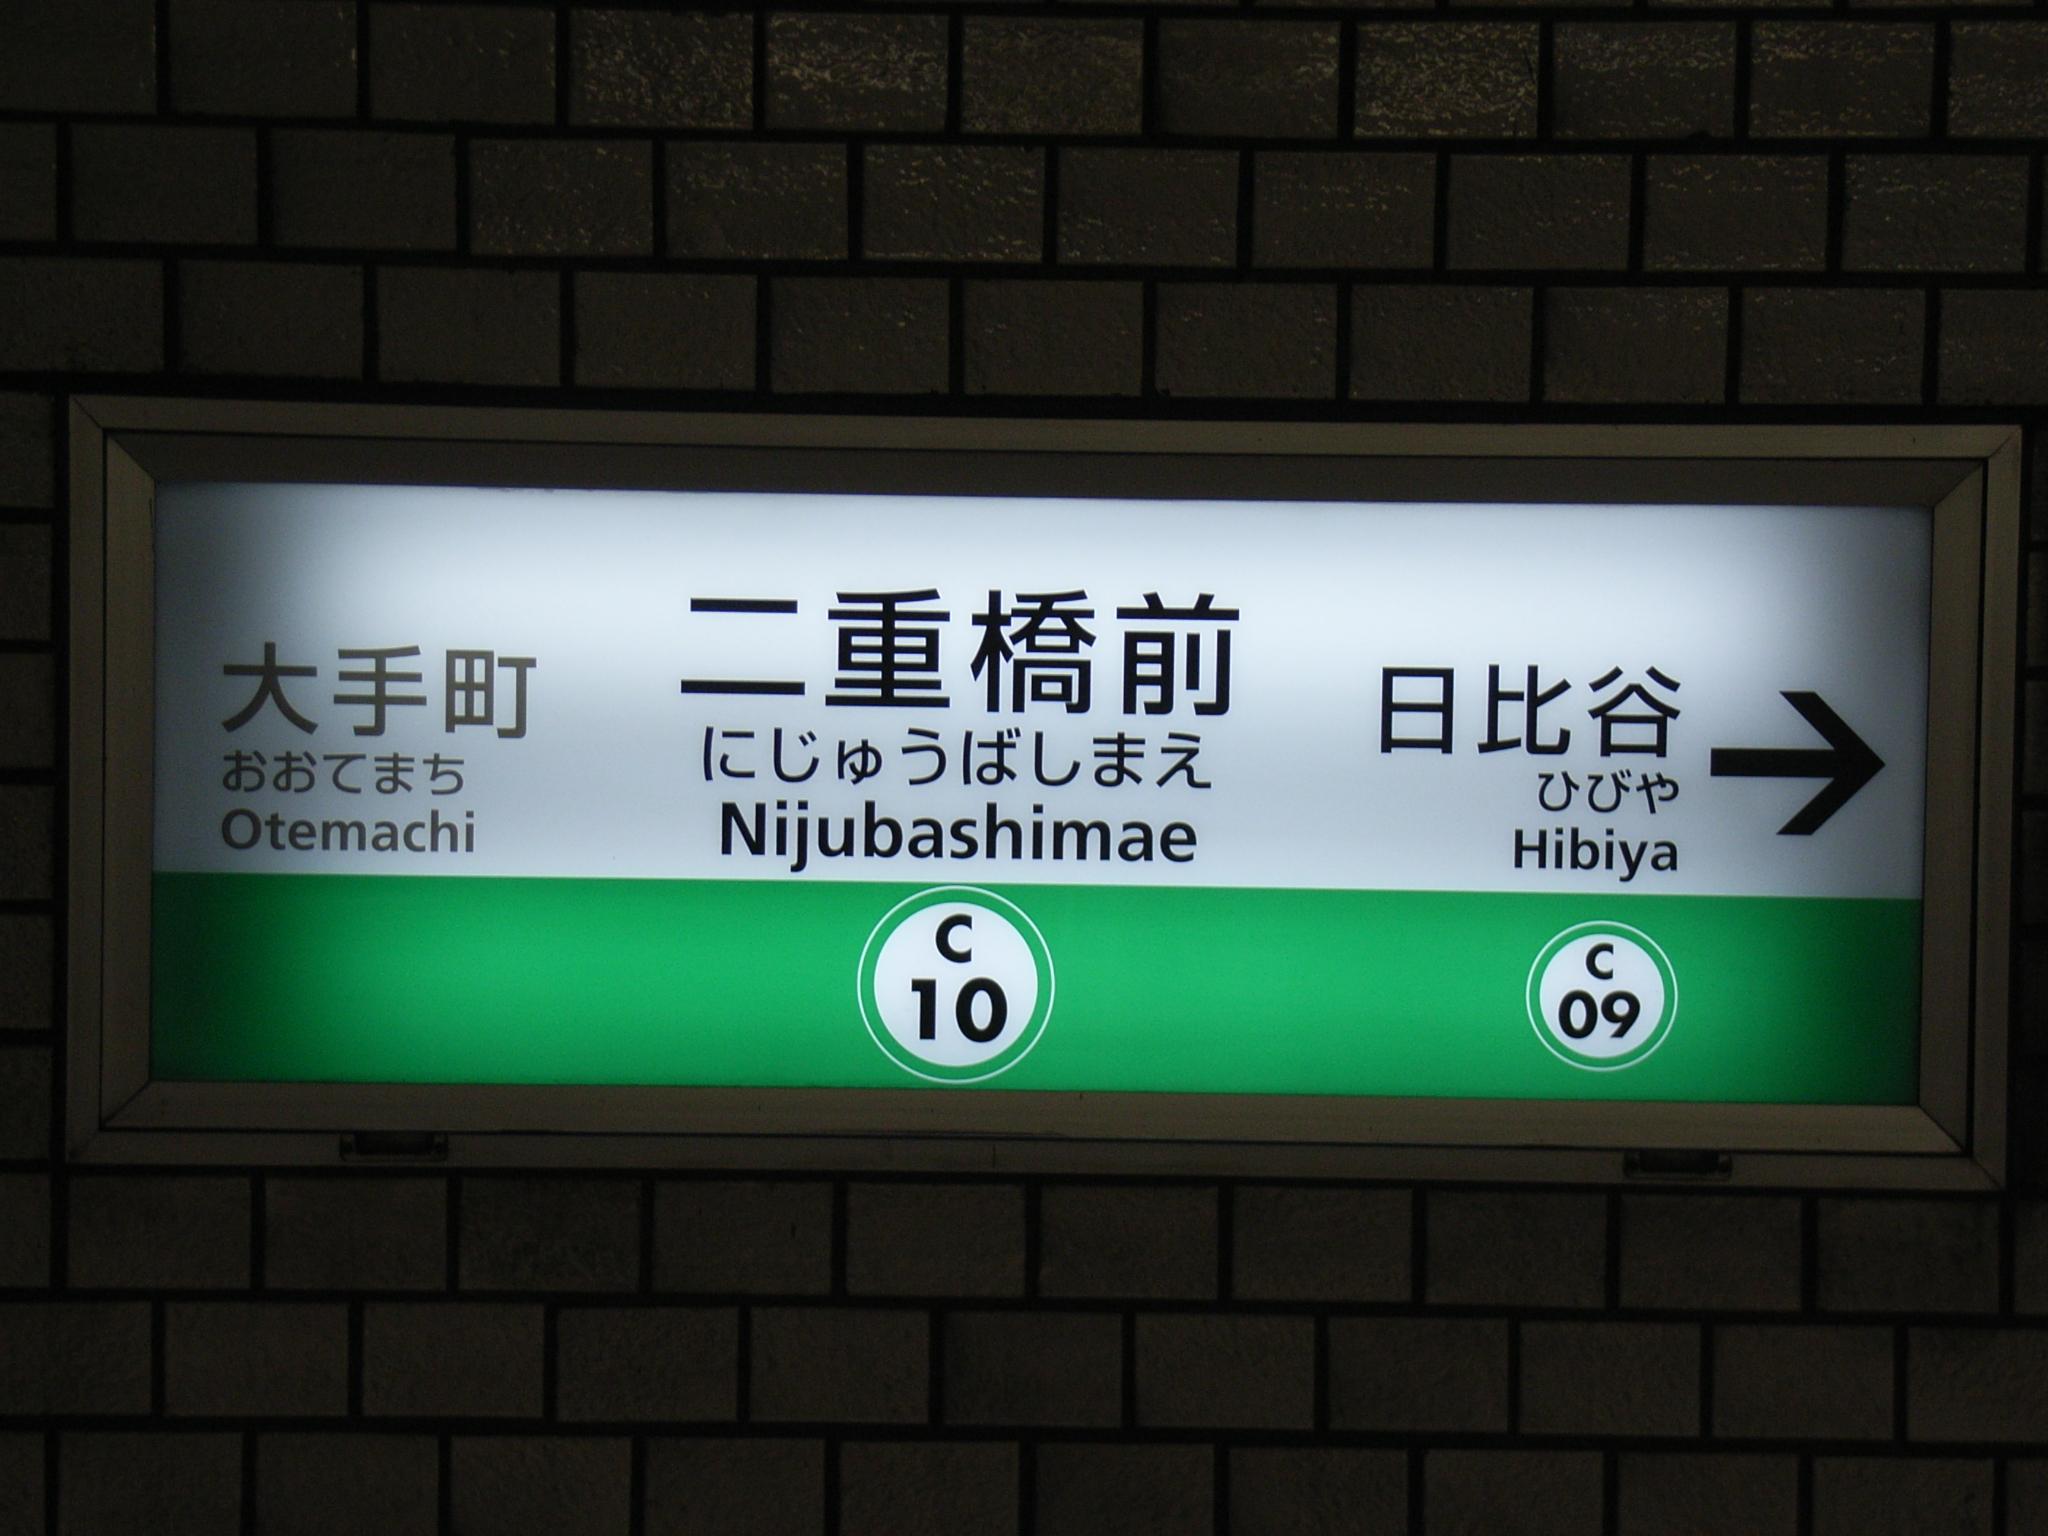 大手町
おおてまち
Otemachi
二重橋前
にじゅうばしまえ
Nijubashimae
日比谷
ひびや
Hibiya
→
C
10
C
09